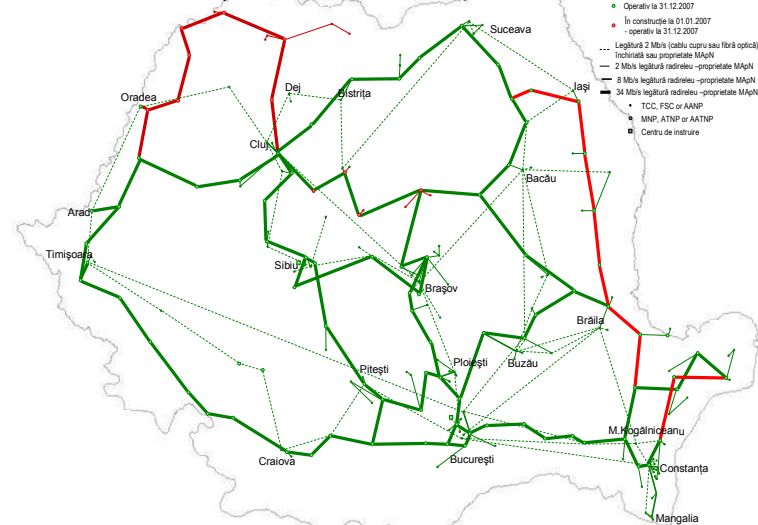 Operativ la 31.12.2007
În construcţie la 01.01.2007
- operativ la 31.12.2007
Legătură 2 Mb/s (cablu cupru sau fibră optică)
închiriată sau proprietate MApN
2 Mb/s legătură radireleu –proprietate MApN
8 Mb/s legătură radireleu –proprietate MApN
34 Mb/s legătură radireleu –proprietate MApN
TCC, FSC or AANP
MNP, ATNP or AATNP
Centru de instruire
Suceava
Oradea
Dej
Bistriţa
Iaşi
Cluj
Bacău
Arad
Timişoara
Sibiu
Braşov
Brăila
Piteşti
Ploieşti
Buzău
M.Kogălniceanu
Craiova
Bucureşti
Constanţa
Mangalia